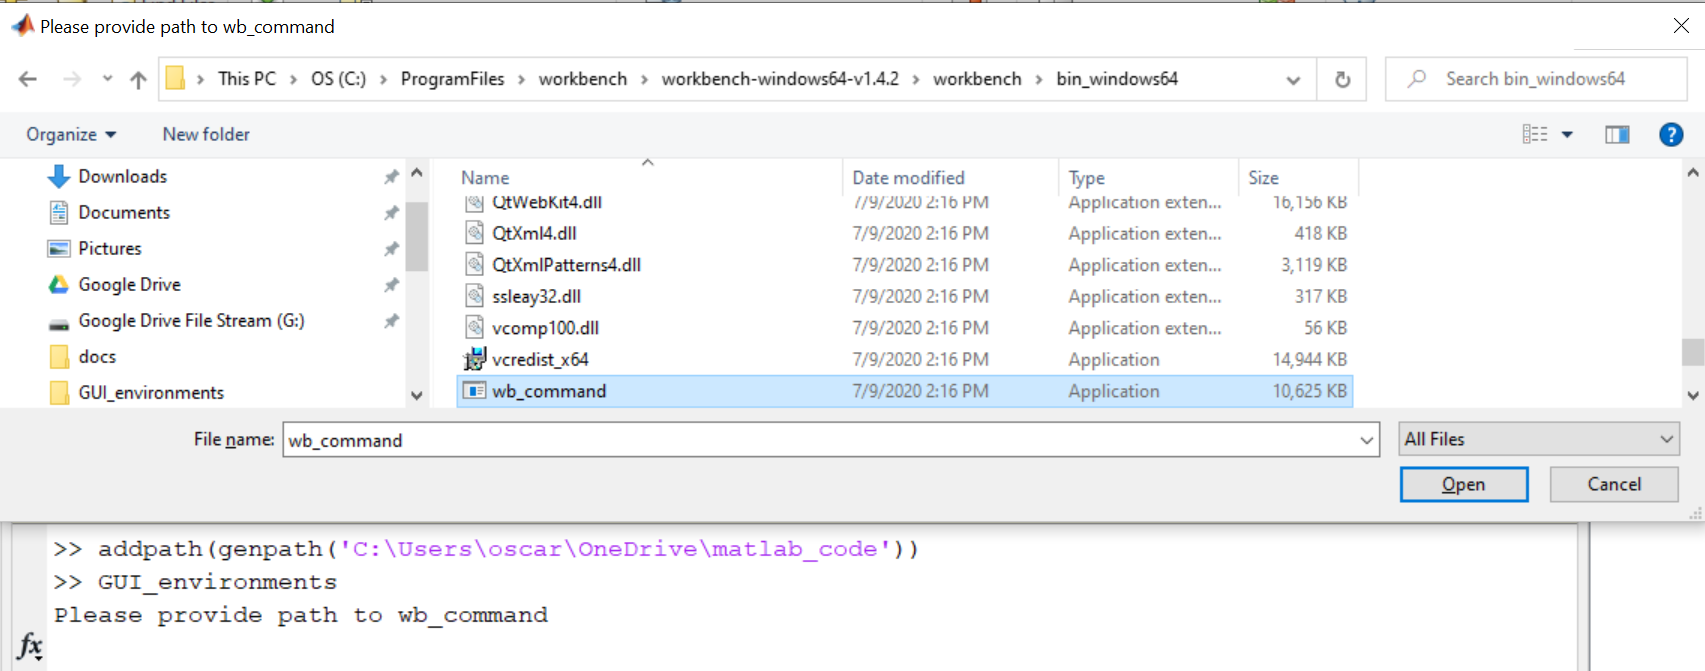 Please provide path to wb_command
This PC > OS (C:) > ProgramFiles > workbench > workbench-windows64-v1.4.2 > workbench > bin_windows64
Search bin_windows64
Organize
New folder
Downloads
Documents
Pictures
Google Drive
Google Drive File Stream (G:)
docs
GUI_environments
Name Date modified Type Size
QtWebKit4.dll 7/9/2020 2:16 PM Application exten... 16,156 KB
QtXml4.dll 7/9/2020 2:16 PM Application exten... 418 KB
QtXmlPatterns4.dll 7/9/2020 2:16 PM Application exten... 3,119 KB
ssleay32.dll 7/9/2020 2:16 PM Application exten... 317 KB
vcomp100.dll 7/9/2020 2:16 PM Application exten... 56 KB
vcredist_x64 7/9/2020 2:16 PM Application 14,944 KB
wb_command 7/9/2020 2:16 PM Application 10,625 KB
File name: wb_command All Files
Open Cancel
>> addpath(genpath('C:\Users\oscar\OneDrive\matlab_code'))
>> GUI_environments
Please provide path to wb_command
fx